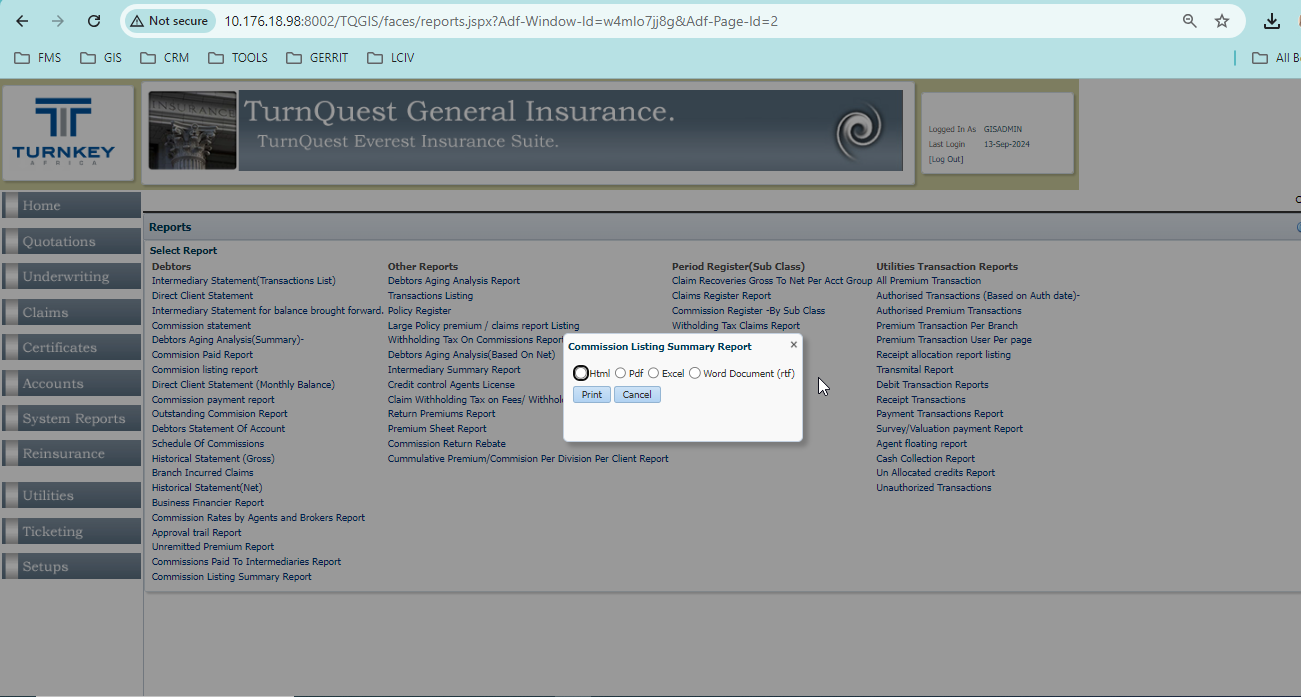 Not secure
10.176.18.98:8002/TQGIS/faces/reports.jspx?Adf-Window-Id=w4mlo7jj8g&Adf-Page-Id=2
FMS GIS CRM TOOLS GERRIT LCIV All B
TURNKEY
AFRICA
INSURANCE
TurnQuest General Insurance.
TurnQuest Everest Insurance Suite.
Logged In As GISADMIN
Last Login 13-Sep-2024
[Log Out]
Home
Quotations
Underwriting
Claims
Certificates
Accounts
System Reports
Reinsurance
Utilities
Ticketing
Setups
Reports
Select Report
Debtors
Intermediary Statement(Transactions List)
Direct Client Statement
Intermediary Statement for balance brought forward.
Commission statement
Debtors Aging Analysis(Summary)-
Commision Paid Report
Commision listing report
Direct Client Statement (Monthly Balance)
Commission payment report
Outstanding Commision Report
Debtors Statement Of Account
Schedule Of Commissions
Historical Statement (Gross)
Branch Incurred Claims
Historical Statement(Net)
Business Financier Report
Commission Rates by Agents and Brokers Report
Approval trail Report
Unremitted Premium Report
Commissions Paid To Intermediaries Report
Commission Listing Summary Report
Other Reports
Debtors Aging Analysis Report
Transactions Listing
Policy Register
Large Policy premium / claims report Listing
Withholding Tax On Commissions Report
Debtors Aging Analysis(Based On Net)
Intermediary Summary Report
Credit control Agents License
Claim Withholding Tax on Fees/ Withhol
Return Premiums Report
Premium Sheet Report
Commission Return Rebate
Cummulative Premium/Commision Per Division Per Client Report
Period Register(Sub Class)
Claim Recoveries Gross To Net Per Acct Group
Claims Register Report
Commission Register -By Sub Class
Witholding Tax Claims Report
Utilities Transaction Reports
All Premium Transaction
Authorised Transactions (Based on Auth date)-
Authorised Premium Transactions
Premium Transaction Per Branch
Premium Transaction User Per page
Receipt allocation report listing
Transmital Report
Debit Transaction Reports
Receipt Transactions
Payment Transactions Report
Survey/Valuation payment Report
Agent floating report
Cash Collection Report
Un Allocated credits Report
Unauthorized Transactions
Commission Listing Summary Report
Html Pdf Excel Word Document (rtf)
Print Cancel